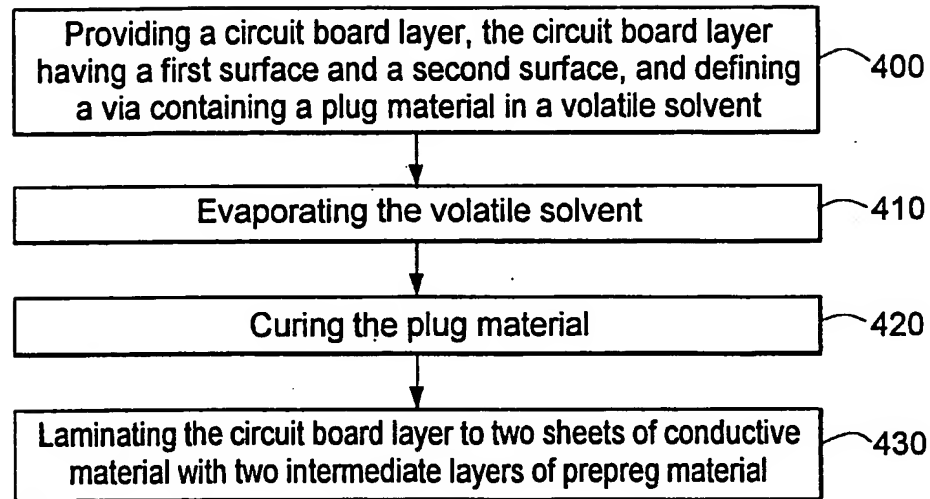 Providing a circuit board layer, the circuit board layer
having a first surface and a second surface, and defining
a via containing a plug material in a volatile solvent
400
Evaporating the volatile solvent
410
Curing the plug material
420
Laminating the circuit board layer to two sheets of conductive
material with two intermediate layers of prepreg material
430